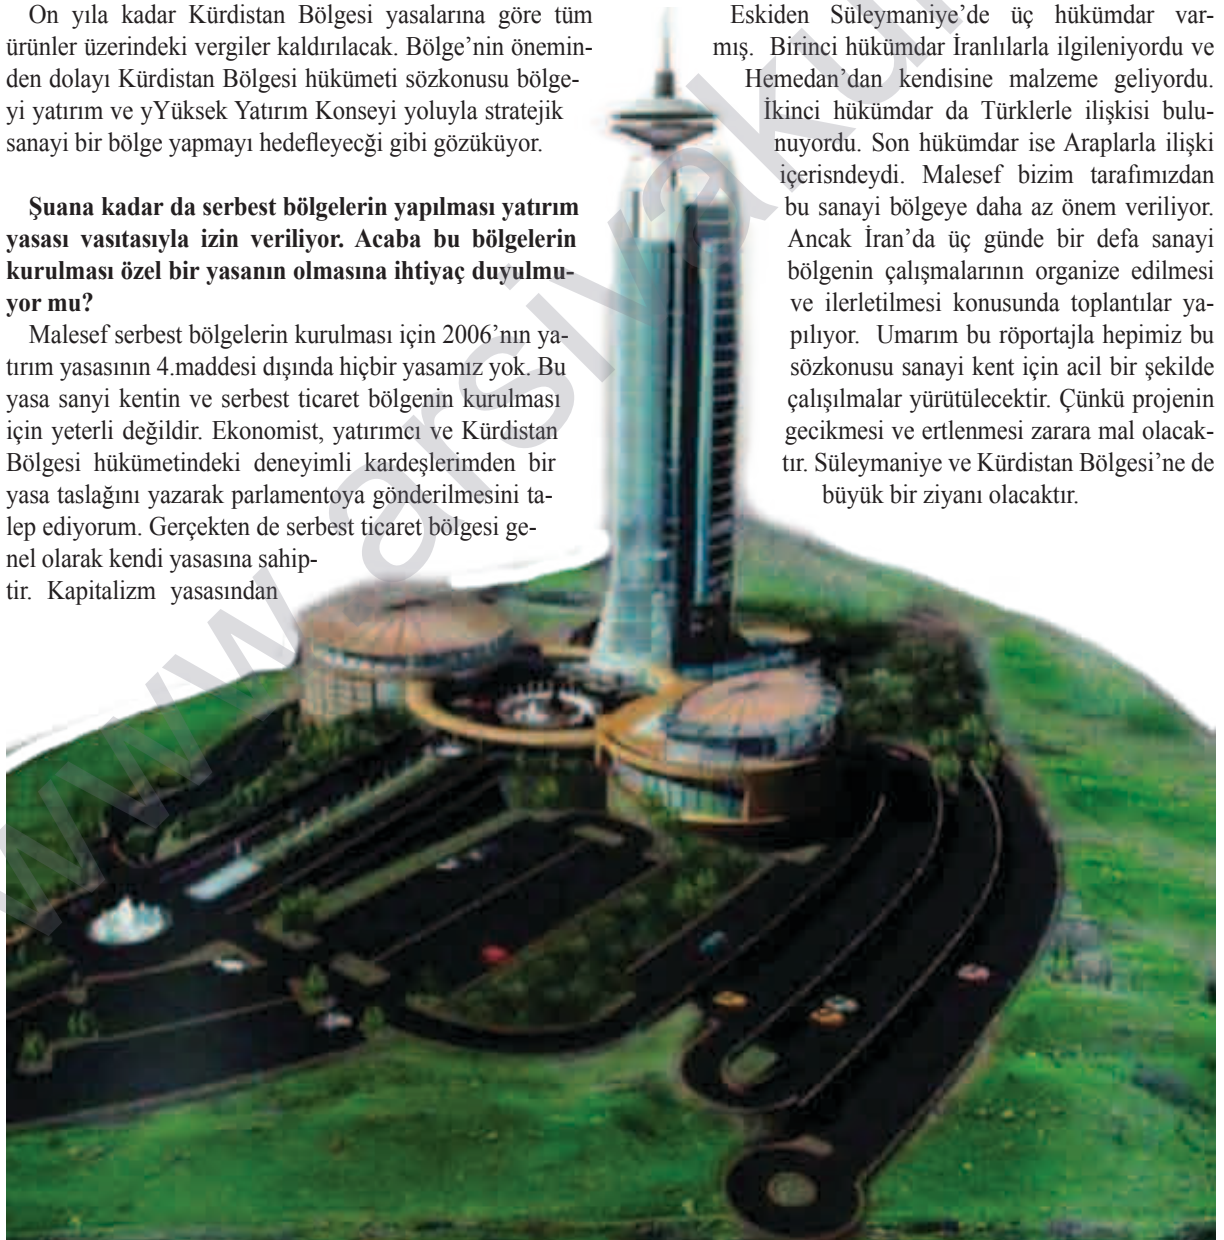 On yıla kadar Kürdistan Bölgesi yasalarına göre tüm
ürünler üzerindeki vergiler kaldırılacak. Bölge’nin önemin-
den dolayı Kürdistan Bölgesi hükümeti sözkonusu bölge-
yi yatırım ve yYüksek Yatırım Konseyi yoluyla stratejik
sanayi bir bölge yapmayı hedefleyecği gibi gözüküyor.
Şuana kadar da serbest bölgelerin yapılması yatırım
yasası vasıtasıyla izin veriliyor. Acaba bu bölgelerin
kurulması özel bir yasanın olmasına ihtiyaç duyulmu-
yor mu?
Malesef serbest bölgelerin kurulması için 2006’nın ya-
tırım yasasının 4.maddesi dışında hiçbir yasamız yok. Bu
yasa sanyi kentin ve serbest ticaret bölgenin kurulması
için yeterli değildir. Ekonomist, yatırımcı ve Kürdistan
Bölgesi hükümetindeki deneyimli kardeşlerimden bir
yasa taslağını yazarak parlamentoya gönderilmesini ta-
lep ediyorum. Gerçekten de serbest ticaret bölgesi ge-
nel olarak kendi yasasına sahip-
tir. Kapitalizm yasasından
Eskiden Süleymaniye’de üç hükümdar var-
mış. Birinci hükümdar İranlılarla ilgileniyordu ve
Hemedan’dan kendisine malzeme geliyordu.
İkinci hükümdar da Türklerle ilişkisi bulu-
nuyordu. Son hükümdar ise Araplarla ilişki
içerisndeydi. Malesef bizim tarafımızdan
bu sanayi bölgeye daha az önem veriliyor.
Ancak İran’da üç günde bir defa sanayi
bölgenin çalışmalarının organize edilmesi
ve ilerletilmesi konusunda toplantılar ya-
pılıyor. Umarım bu röportajla hepimiz bu
sözkonusu sanayi kent için acil bir şekilde
çalışılmalar yürütülecektir. Çünkü projenin
gecikmesi ve ertlenmesi zarara mal olacak-
tır. Süleymaniye ve Kürdistan Bölgesi’ne de
büyük bir ziyanı olacaktır.
www.arsivaku